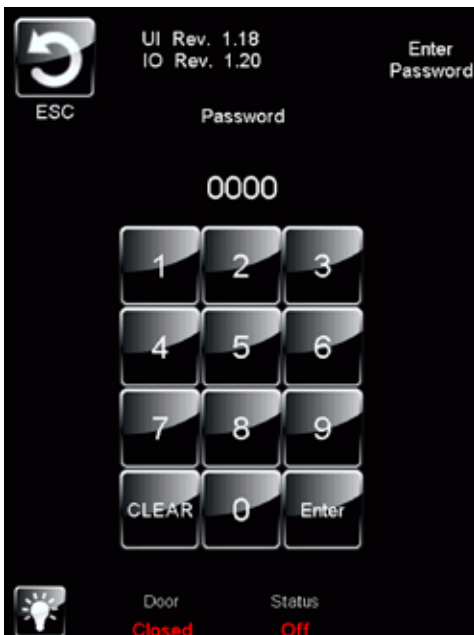 UI Rev. 1.18
IO Rev. 1.20
Enter
Password
ESC
Password
0000
1 2 3
4 5 6
7 8 9
CLEAR 0 Enter
Door Status
Closed Off